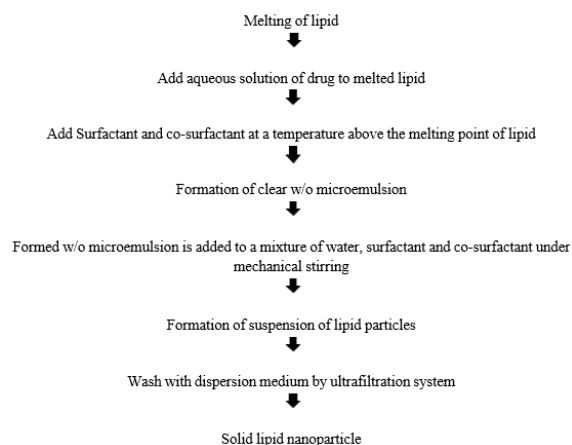 Melting of lipid
Add aqueous solution of drug to melted lipid
Add Surfactant and co-surfactant at a temperature above the melting point of lipid
Formation of clear w/o microemulsion
Formed w/o microemulsion is added to a mixture of water, surfactant and co-surfactant under
mechanical stirring
Formation of suspension of lipid particles
Wash with dispersion medium by ultrafiltration system
Solid lipid nanoparticle